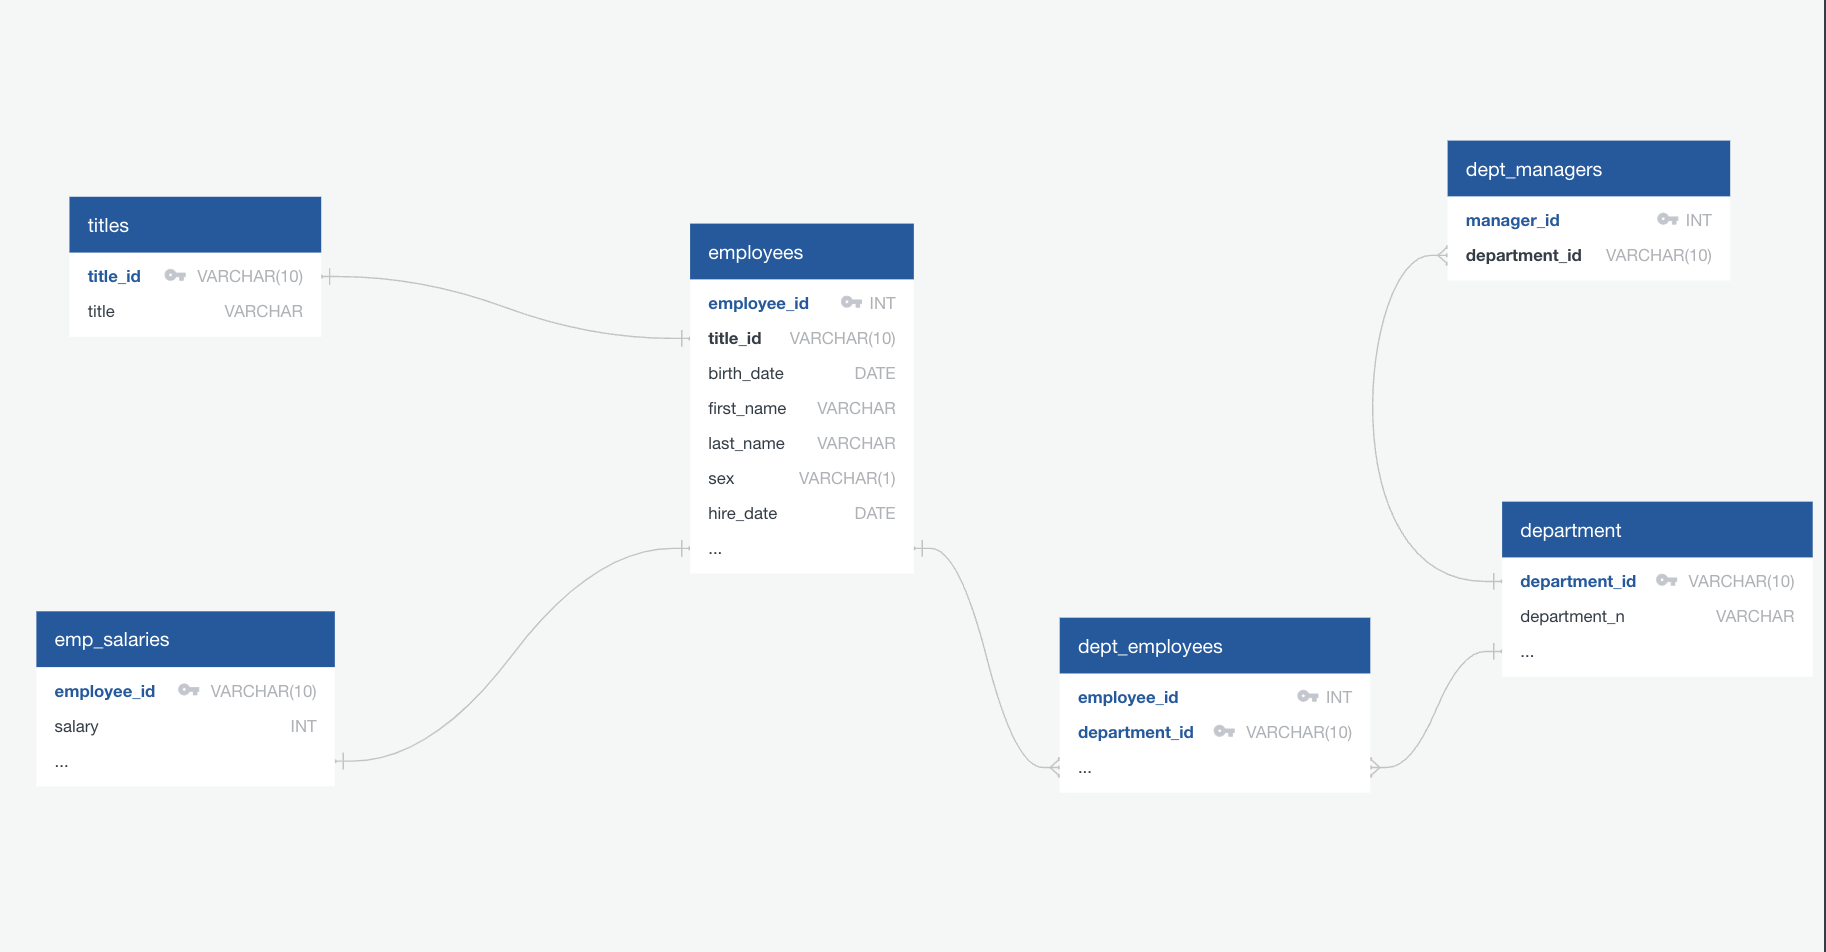 titles
title_id VARCHAR(10)
title VARCHAR
employees
employee_id INT
title_id VARCHAR(10)
birth_date DATE
first_name VARCHAR
last_name VARCHAR
sex VARCHAR(1)
hire_date DATE
...
emp_salaries
employee_id VARCHAR(10)
salary INT
...
dept_employees
employee_id INT
department_id VARCHAR(10)
...
dept_managers
manager_id INT
department_id VARCHAR(10)
department
department_id VARCHAR(10)
department_n VARCHAR
...